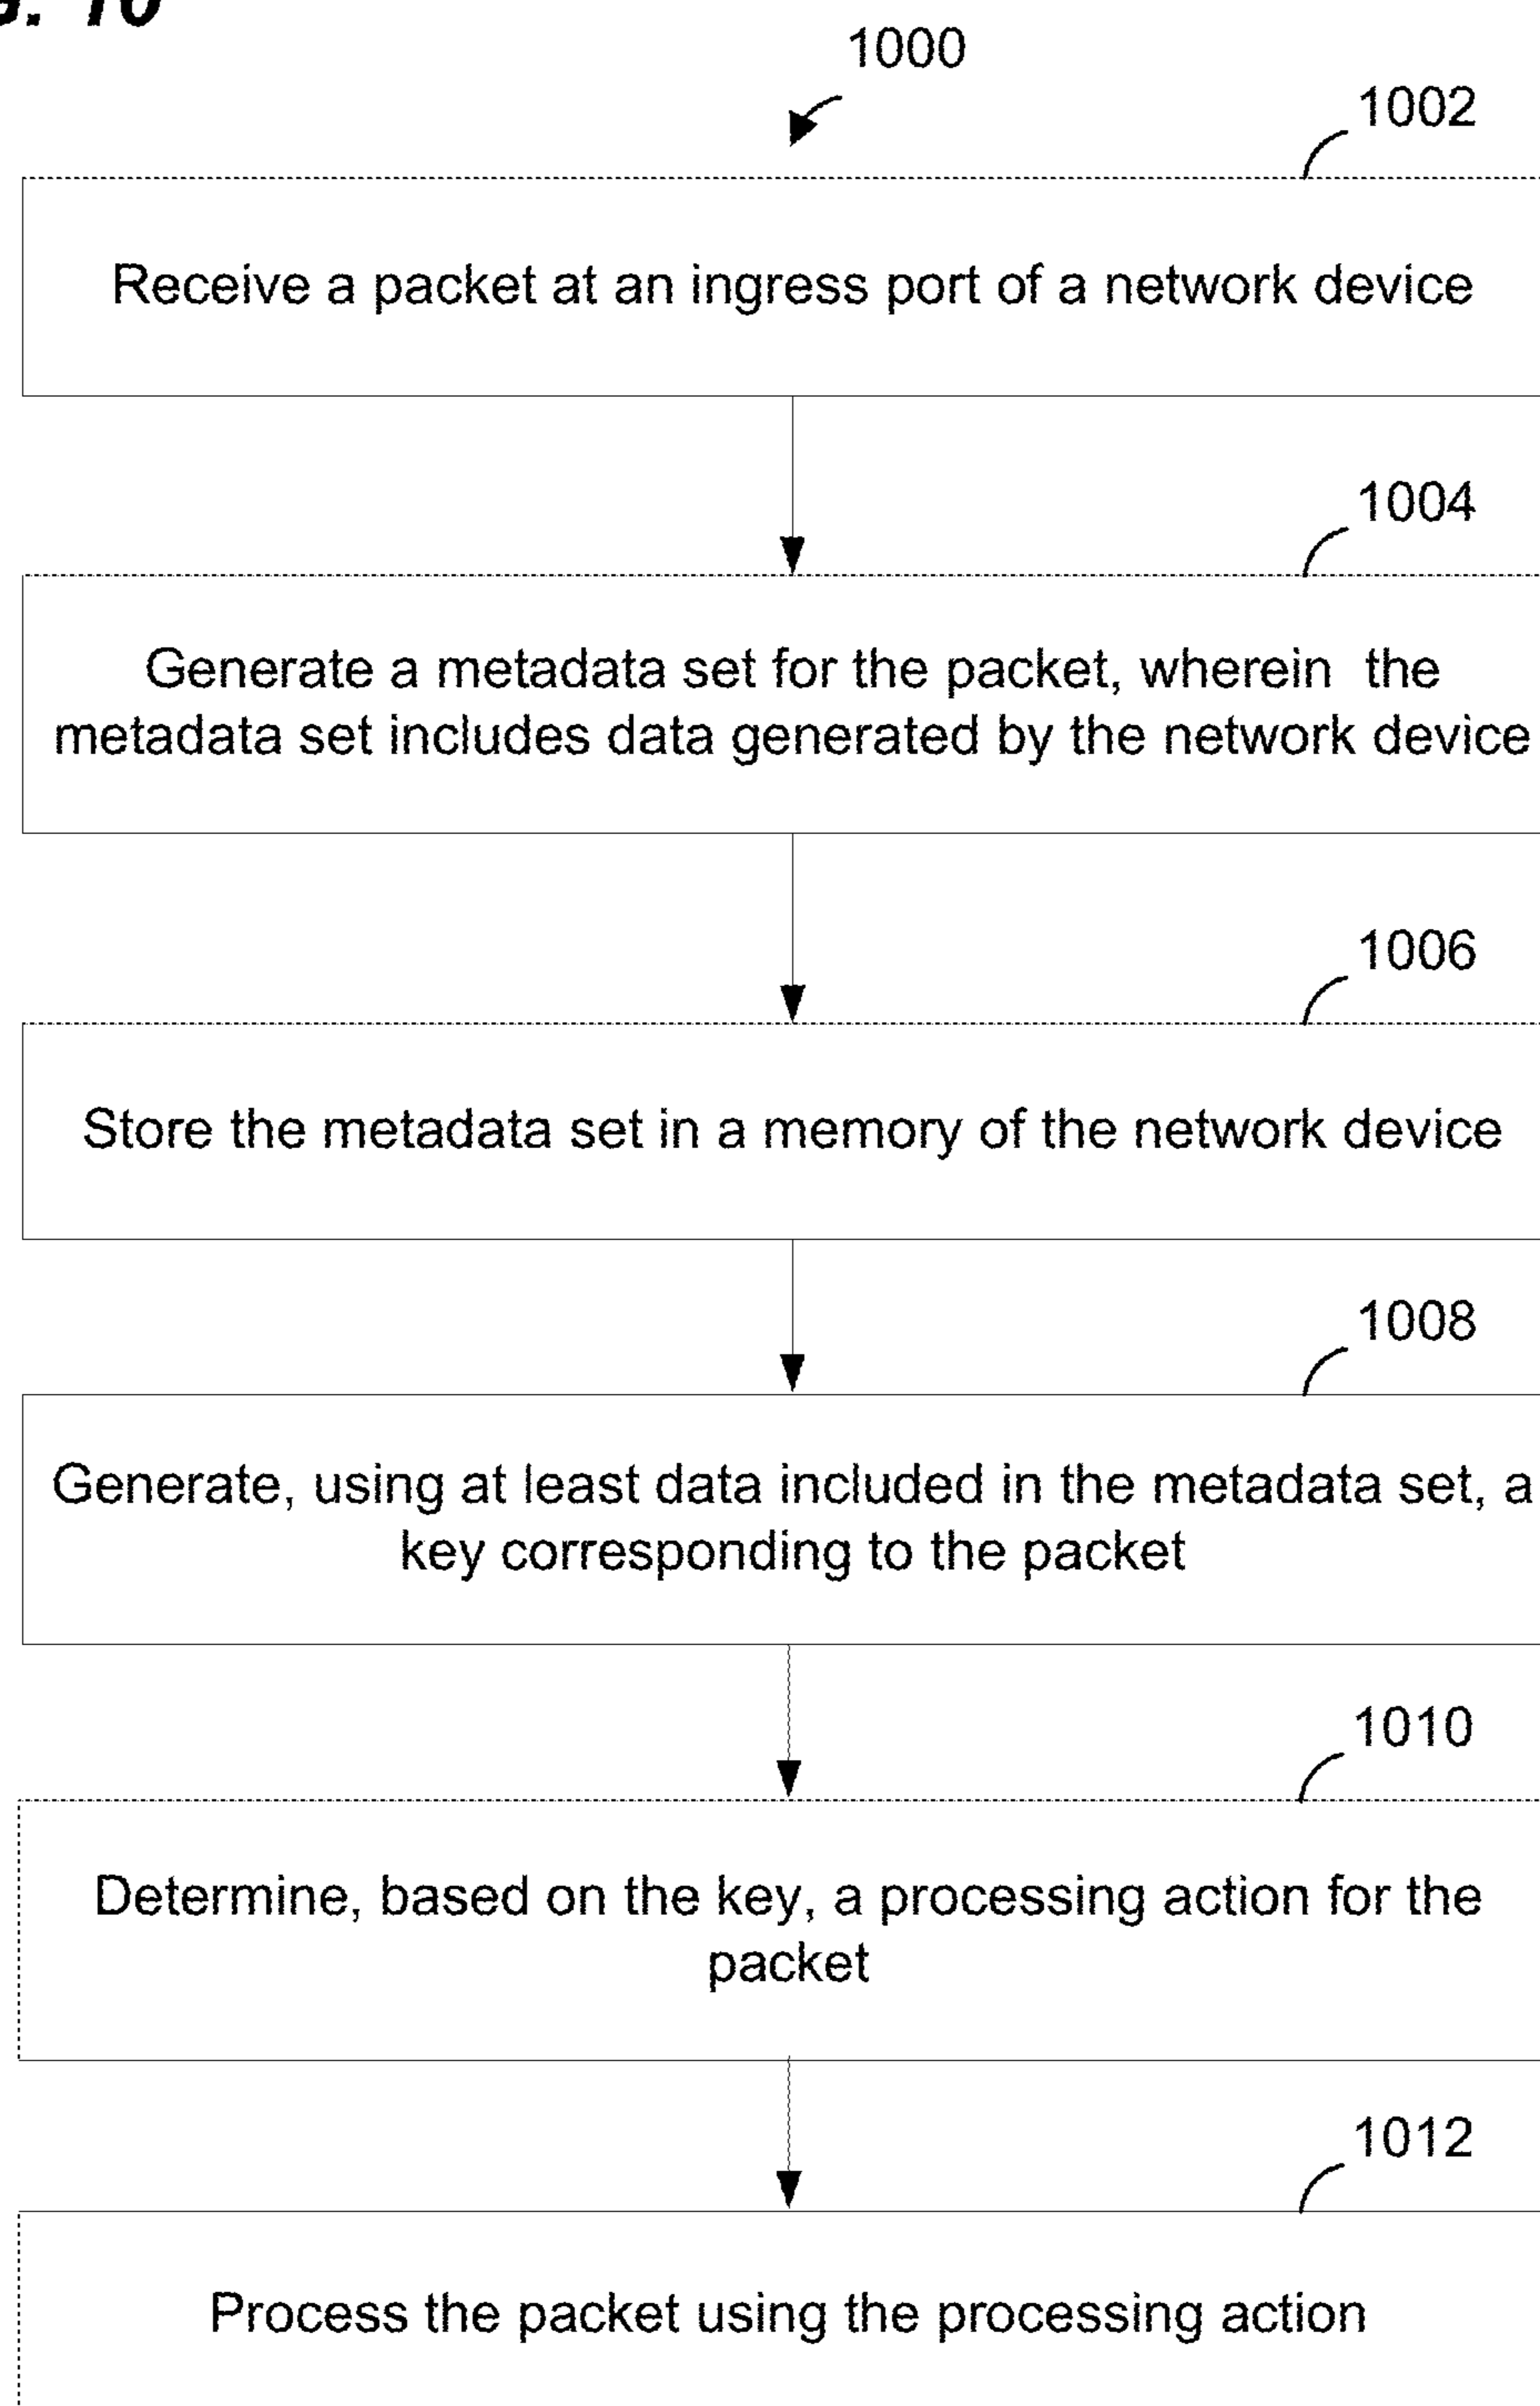 G. 10
1000
1002
Receive a packet at an ingress port of a network device
1004
Generate a metadata set for the packet, wherein the
metadata set includes data generated by the network device
1006
Store the metadata set in a memory of the network device
1008
Generate, using at least data included in the metadata set, a
key corresponding to the packet
1010
Determine, based on the key, a processing action for the
packet
1012
Process the packet using the processing action